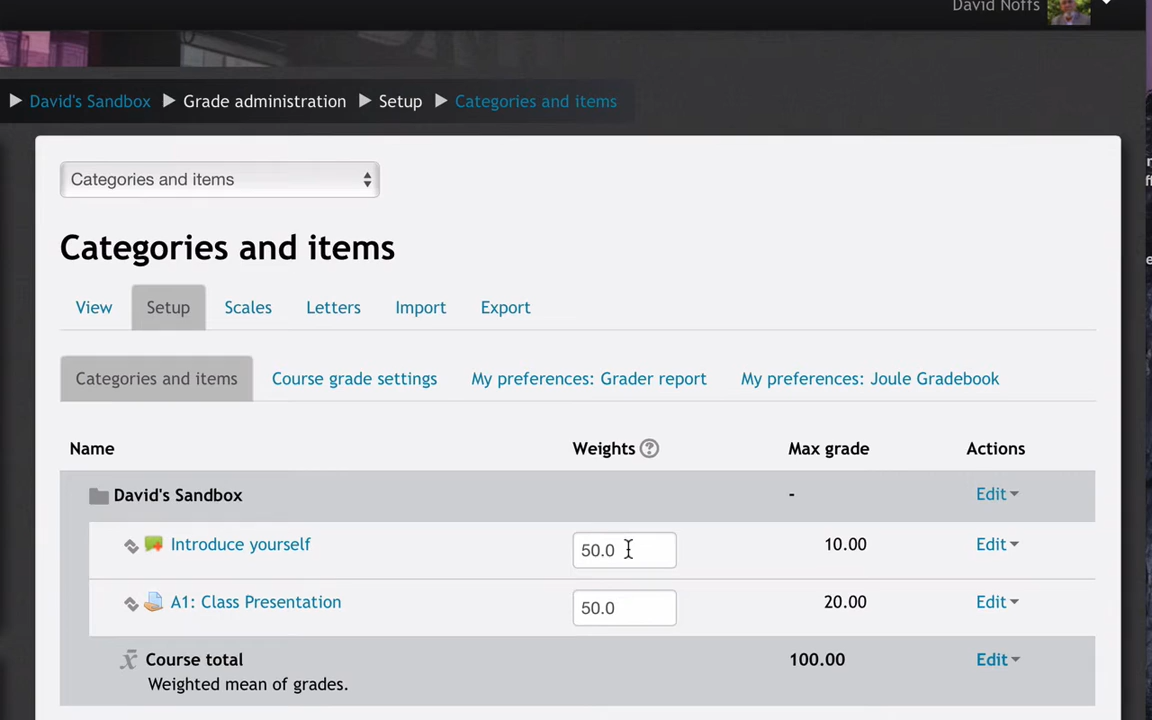 David Noffs
David's Sandbox Grade administration Setup Categories and items
Categories and items
Categories and items
View Setup Scales Letters Import Export
Categories and items Course grade settings My preferences: Grader report My preferences: Joule Gradebook
Name Weights ? Max grade Actions
David's Sandbox - Edit
Introduce yourself 50.0 10.00 Edit
A1: Class Presentation 50.0 20.00 Edit
x̄ Course total 100.00 Edit
Weighted mean of grades.